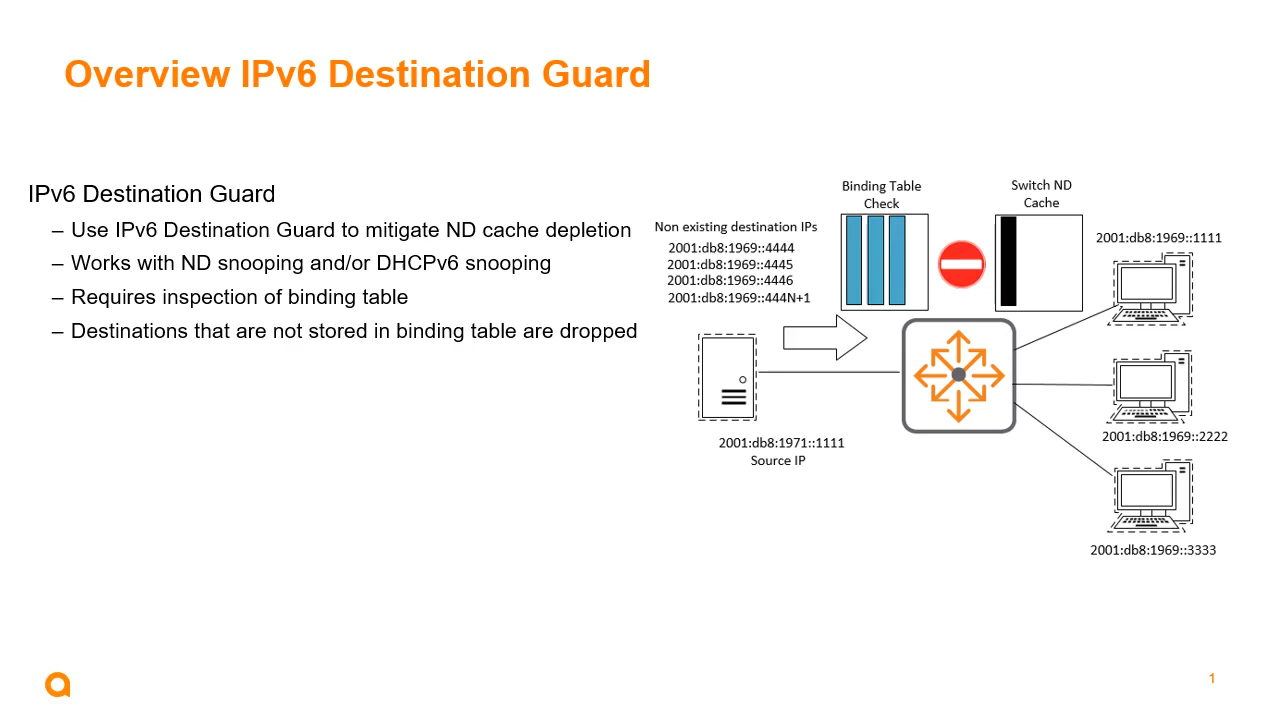 Overview IPv6 Destination Guard
IPv6 Destination Guard
– Use IPv6 Destination Guard to mitigate ND cache depletion
– Works with ND snooping and/or DHCPv6 snooping
– Requires inspection of binding table
– Destinations that are not stored in binding table are dropped
Binding Table
Check
Switch ND
Cache
Non existing destination IPs
2001:db8:1969::4444
2001:db8:1969::4445
2001:db8:1969::4446
2001:db8:1969::444N+1
2001:db8:1969::1111
2001:db8:1969::2222
2001:db8:1971::1111
Source IP
2001:db8:1969::3333
1